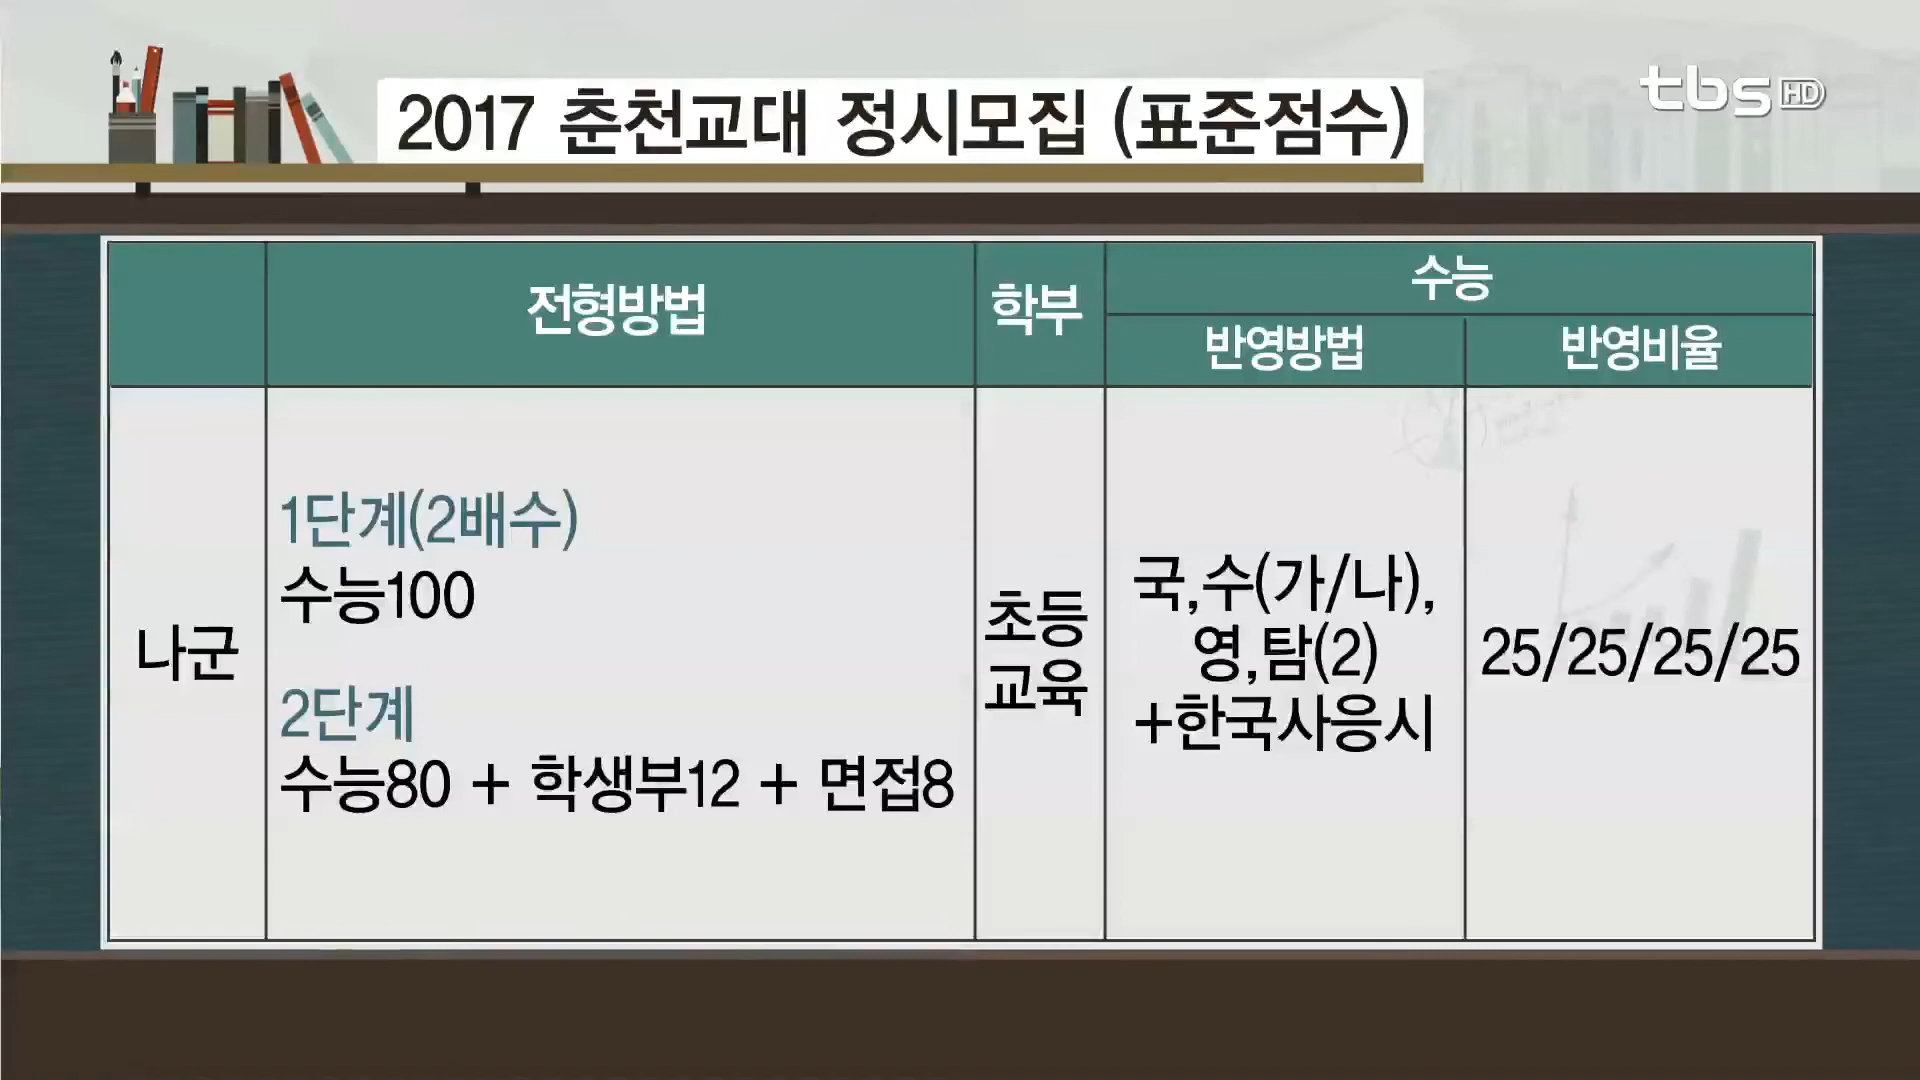 2017 춘천교대 정시모집 (표준점수)
tbs HD
전형방법
학부
수능
반영방법
반영비율
나군
1단계(2배수)
수능100
2단계
수능80 + 학생부12 + 면접8
초등
교육
국,수(가/나),
영,탐(2)
+한국사응시
25/25/25/25